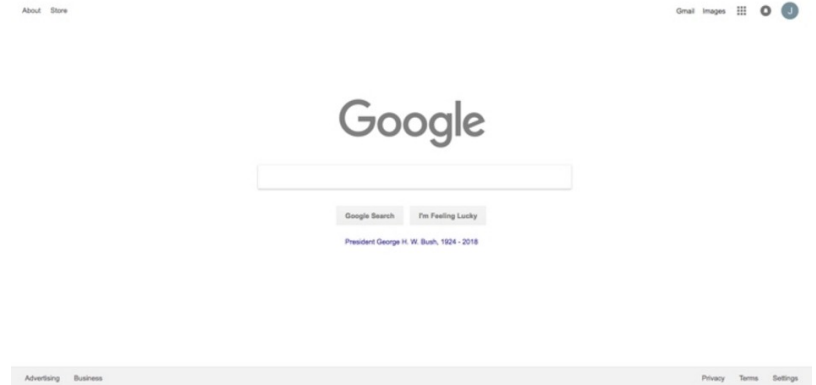 About Store Gmail Images J
Google
Google Search I'm Feeling Lucky
President George H. W. Bush, 1924 - 2018
Advertising Business Privacy Terms Settings